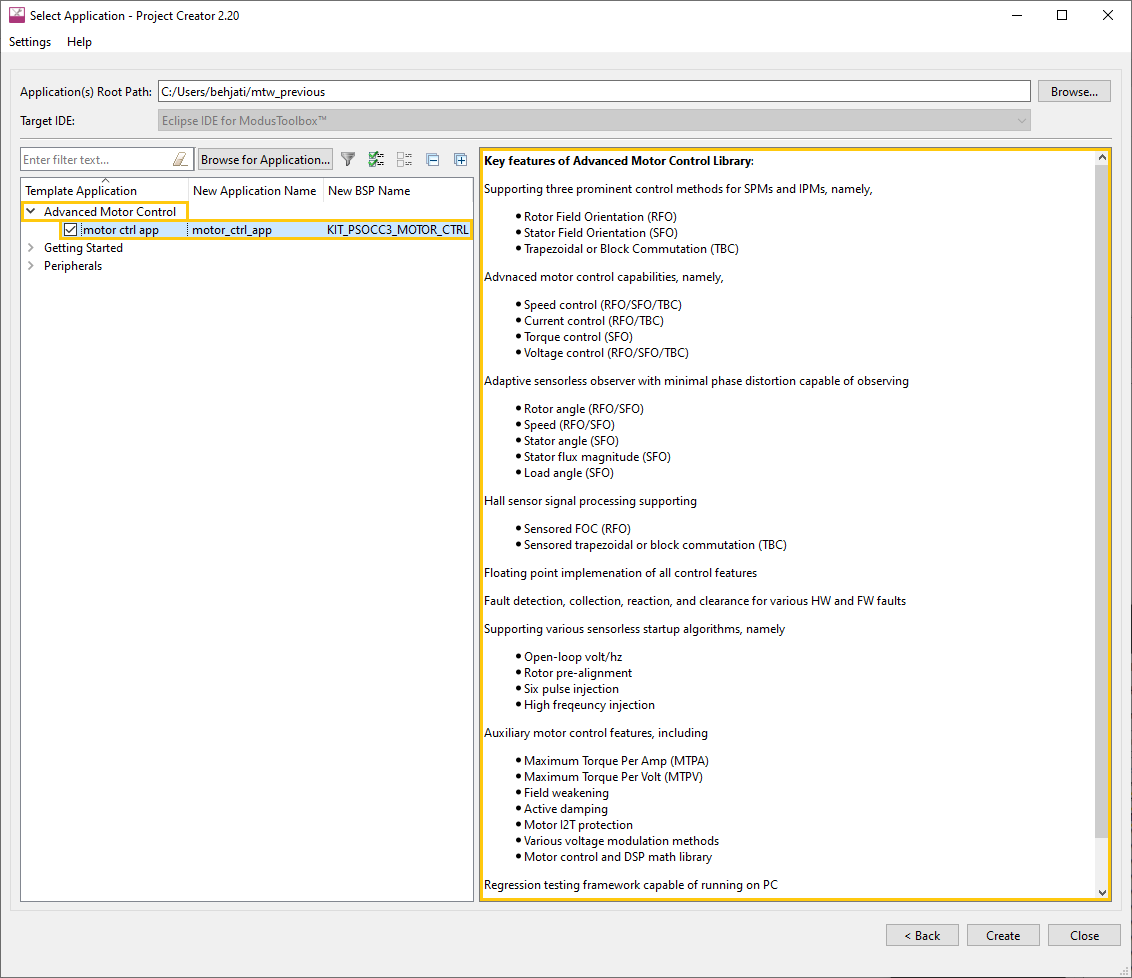 Select Application - Project Creator 2.20
Settings Help
Application(s) Root Path: C:/Users/behjati/mtw_previous Browse...
Target IDE: Eclipse IDE for ModusToolbox™
Enter filter text... Browse for Application...
Template Application New Application Name New BSP Name
Advanced Motor Control
motor ctrl app motor_ctrl_app KIT_PSOCC3_MOTOR_CTRL
Getting Started
Peripherals
Key features of Advanced Motor Control Library:
Supporting three prominent control methods for SPMs and IPMs, namely,
• Rotor Field Orientation (RFO)
• Stator Field Orientation (SFO)
• Trapezoidal or Block Commutation (TBC)
Advnaced motor control capabilities, namely,
• Speed control (RFO/SFO/TBC)
• Current control (RFO/TBC)
• Torque control (SFO)
• Voltage control (RFO/SFO/TBC)
Adaptive sensorless observer with minimal phase distortion capable of observing
• Rotor angle (RFO/SFO)
• Speed (RFO/SFO)
• Stator angle (SFO)
• Stator flux magnitude (SFO)
• Load angle (SFO)
Hall sensor signal processing supporting
• Sensored FOC (RFO)
• Sensored trapezoidal or block commutation (TBC)
Floating point implemenation of all control features
Fault detection, collection, reaction, and clearance for various HW and FW faults
Supporting various sensorless startup algorithms, namely
• Open-loop volt/hz
• Rotor pre-alignment
• Six pulse injection
• High freqeuncy injection
Auxiliary motor control features, including
• Maximum Torque Per Amp (MTPA)
• Maximum Torque Per Volt (MTPV)
• Field weakening
• Active damping
• Motor I2T protection
• Various voltage modulation methods
• Motor control and DSP math library
Regression testing framework capable of running on PC
< Back Create Close